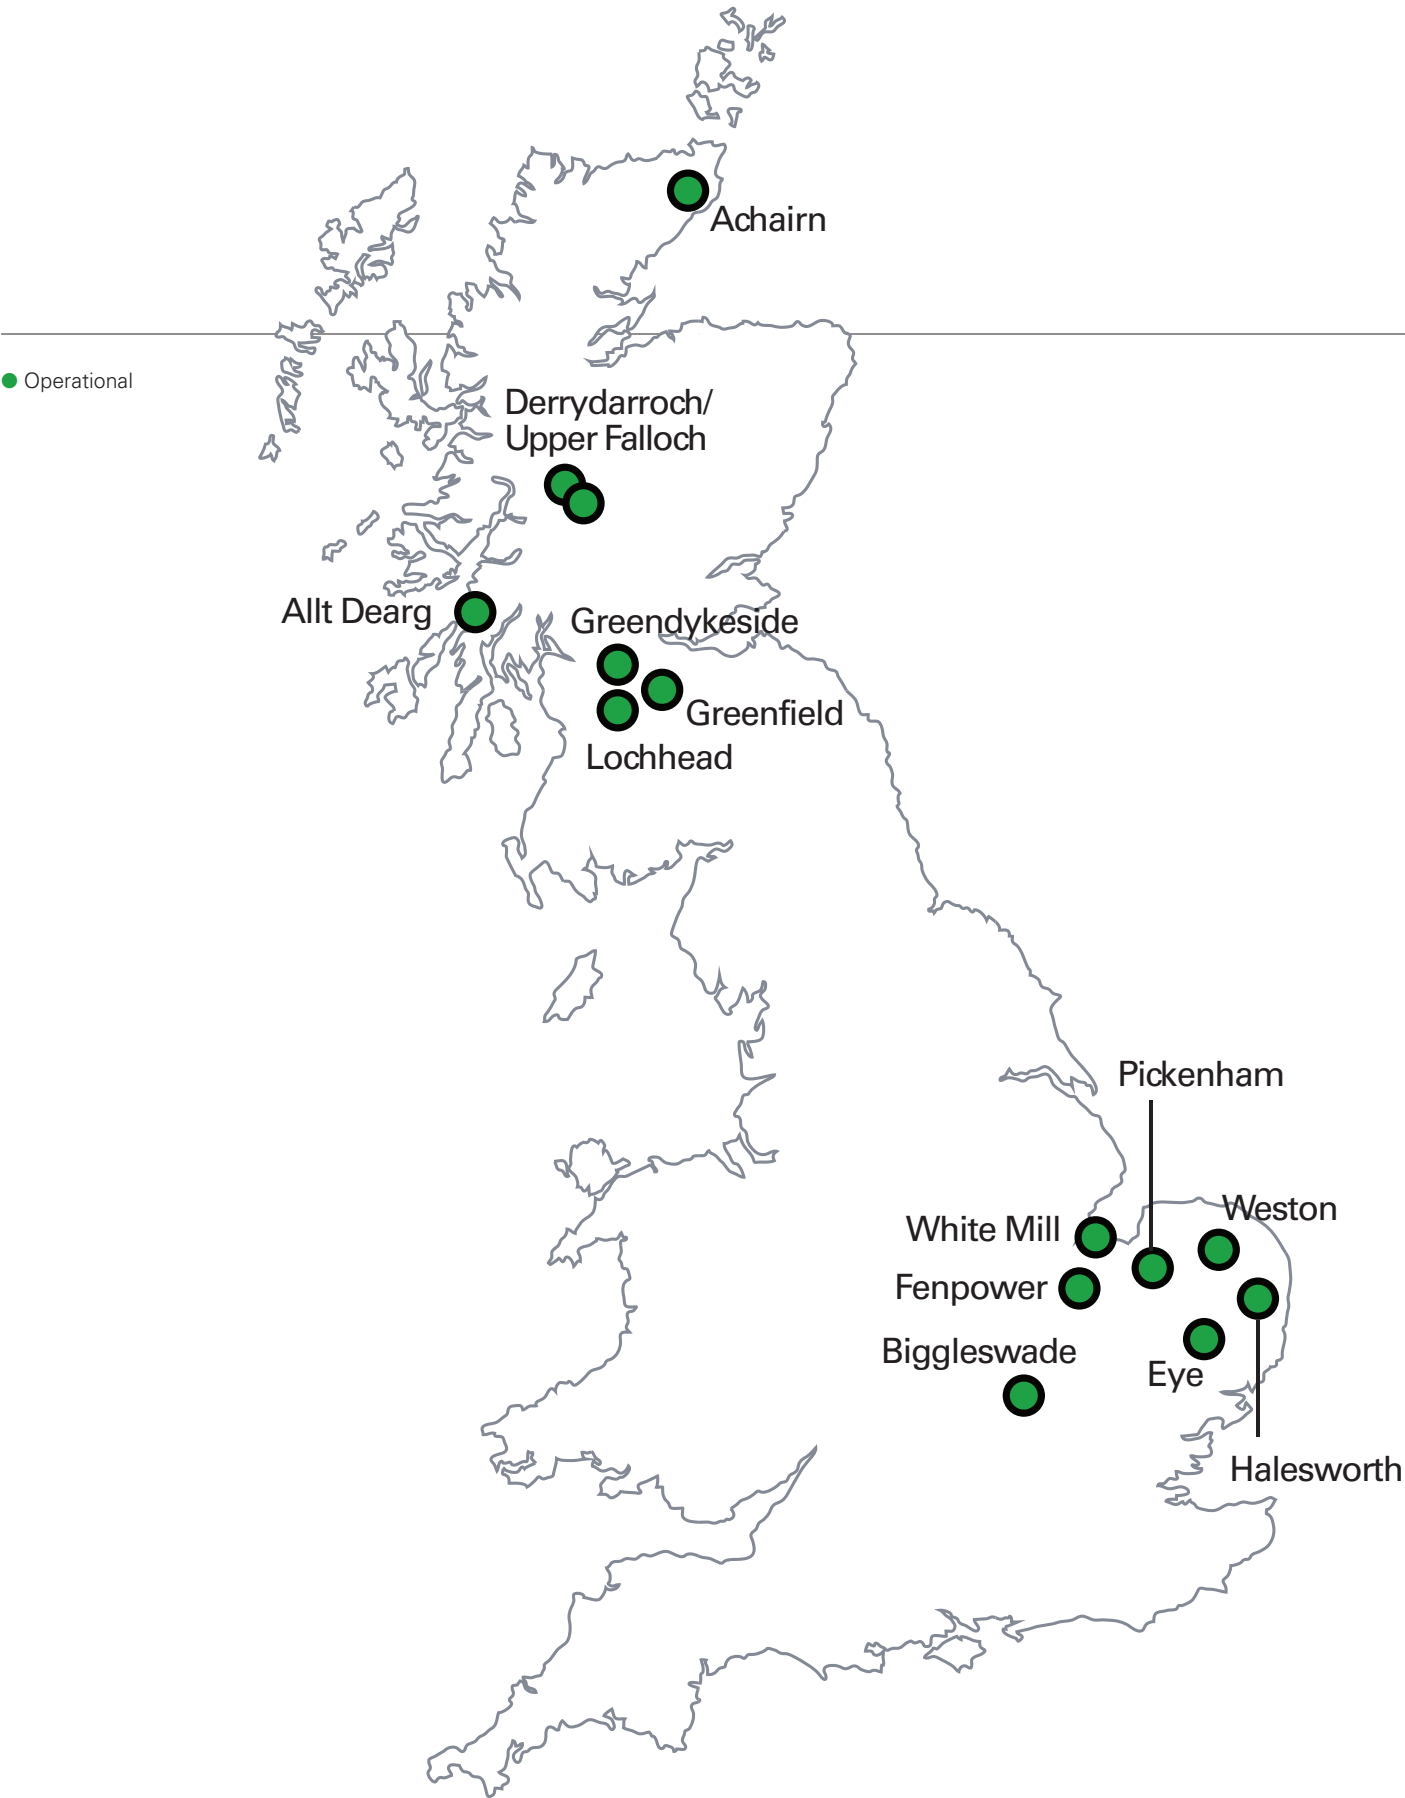 Achairn
Operational
Derrydarroch/
Upper Falloch
Allt Dearg
Greendykeside
Greenfield
Lochhead
Pickenham
Weston
White Mill
Fenpower
Biggleswade
Eye
Halesworth